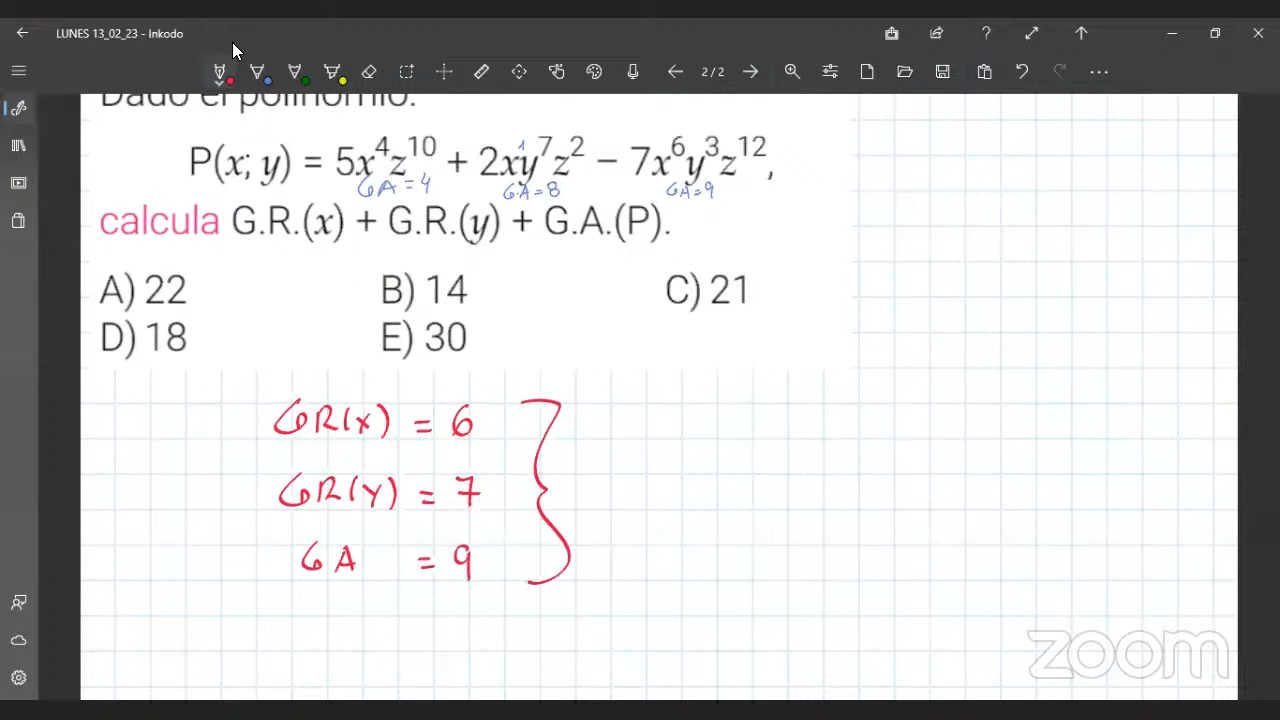 LUNES 13_02_23 - Inkodo
2 / 2
Dado el polinomio:
P(x; y) = 5x⁴z¹⁰ + 2xy⁷z² − 7x⁶y³z¹²,
1
GA = 4 G.A = 8 GA = 9
calcula G.R.(x) + G.R.(y) + G.A.(P).
A) 22 B) 14 C) 21
D) 18 E) 30
GR(x) = 6
GR(y) = 7
GA = 9
zoom